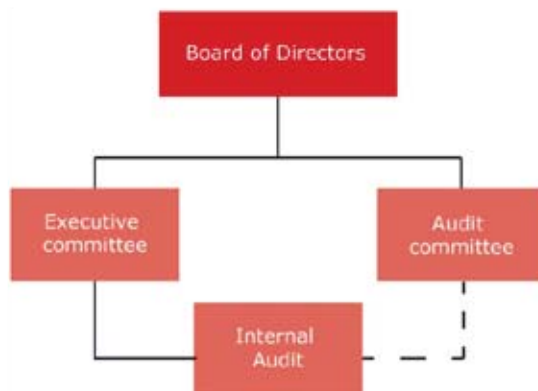 Board of Directors
Executive
committee
Audit
committee
Internal
Audit